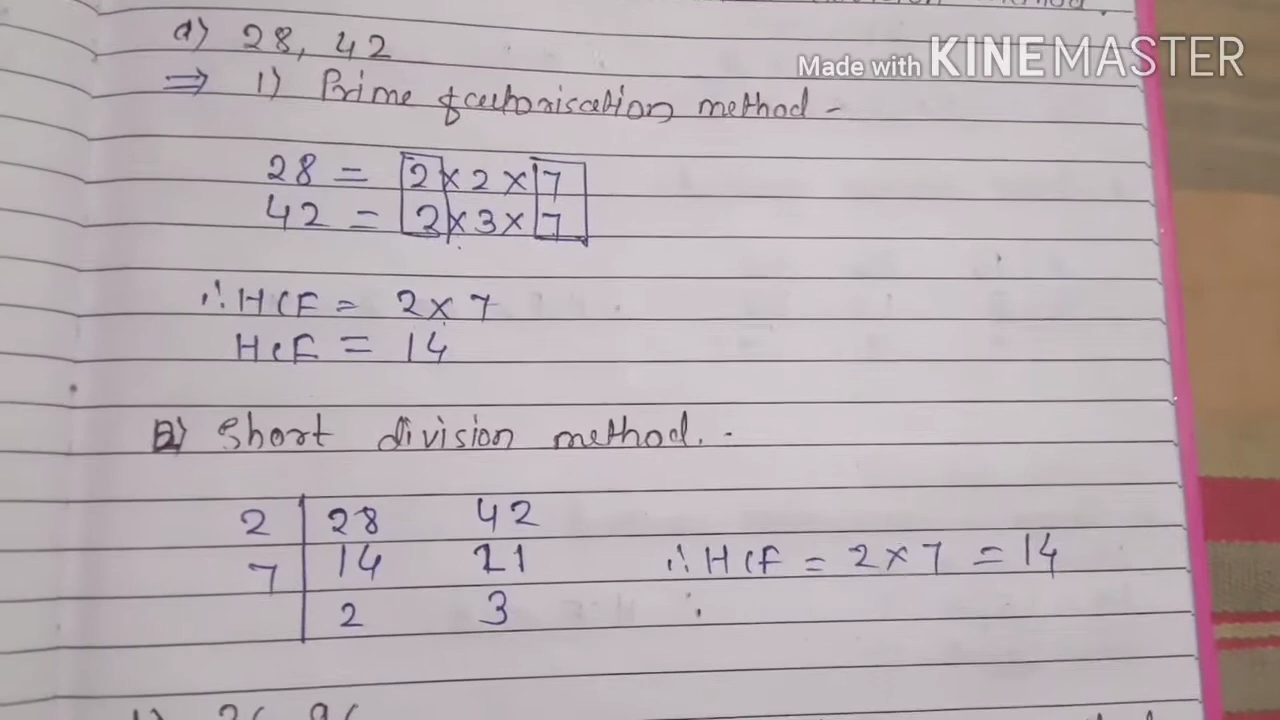 a) 28, 42
Made with KINEMASTER
⇒ 1) Prime factorisation method -
28 = 2 × 2 × 7
42 = 2 × 3 × 7
∴ HCF = 2 × 7
HCF = 14
2) Short division method. -
2 | 28 42
7 | 14 21
2 3
∴ HCF = 2 × 7 = 14